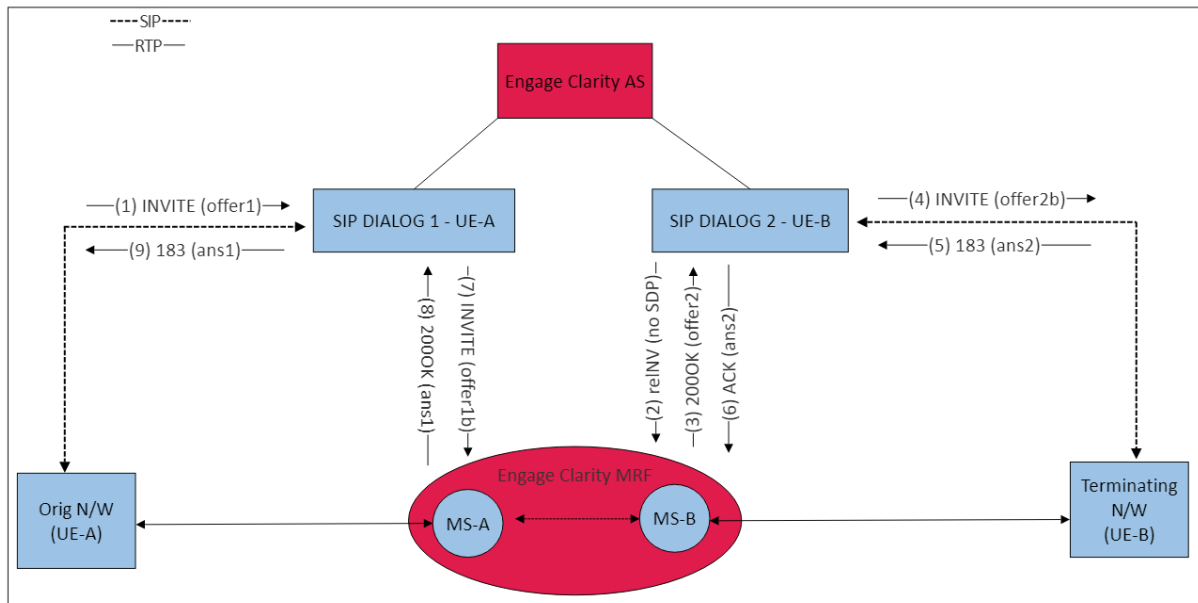 SIP
RTP
Engage Clarity AS
(1) INVITE (offer1)
(9) 183 (ans1)
SIP DIALOG 1 - UE-A
SIP DIALOG 2 - UE-B
(4) INVITE (offer2b)
(5) 183 (ans2)
(8) 200OK (ans1)
(7) INVITE (offer1b)
(2) reINV (no SDP)
(3) 200OK (offer2)
(6) ACK (ans2)
Engage Clarity MRF
MS-A
MS-B
Orig N/W
(UE-A)
Terminating
N/W
(UE-B)